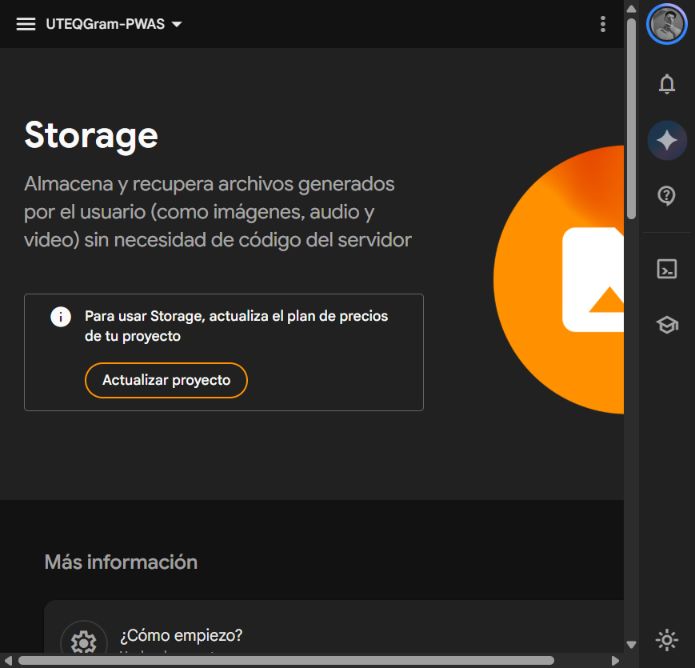 UTEQGram-PWAS
Storage
Almacena y recupera archivos generados
por el usuario (como imágenes, audio y
video) sin necesidad de código del servidor
Para usar Storage, actualiza el plan de precios
de tu proyecto
Actualizar proyecto
Más información
¿Cómo empiezo?